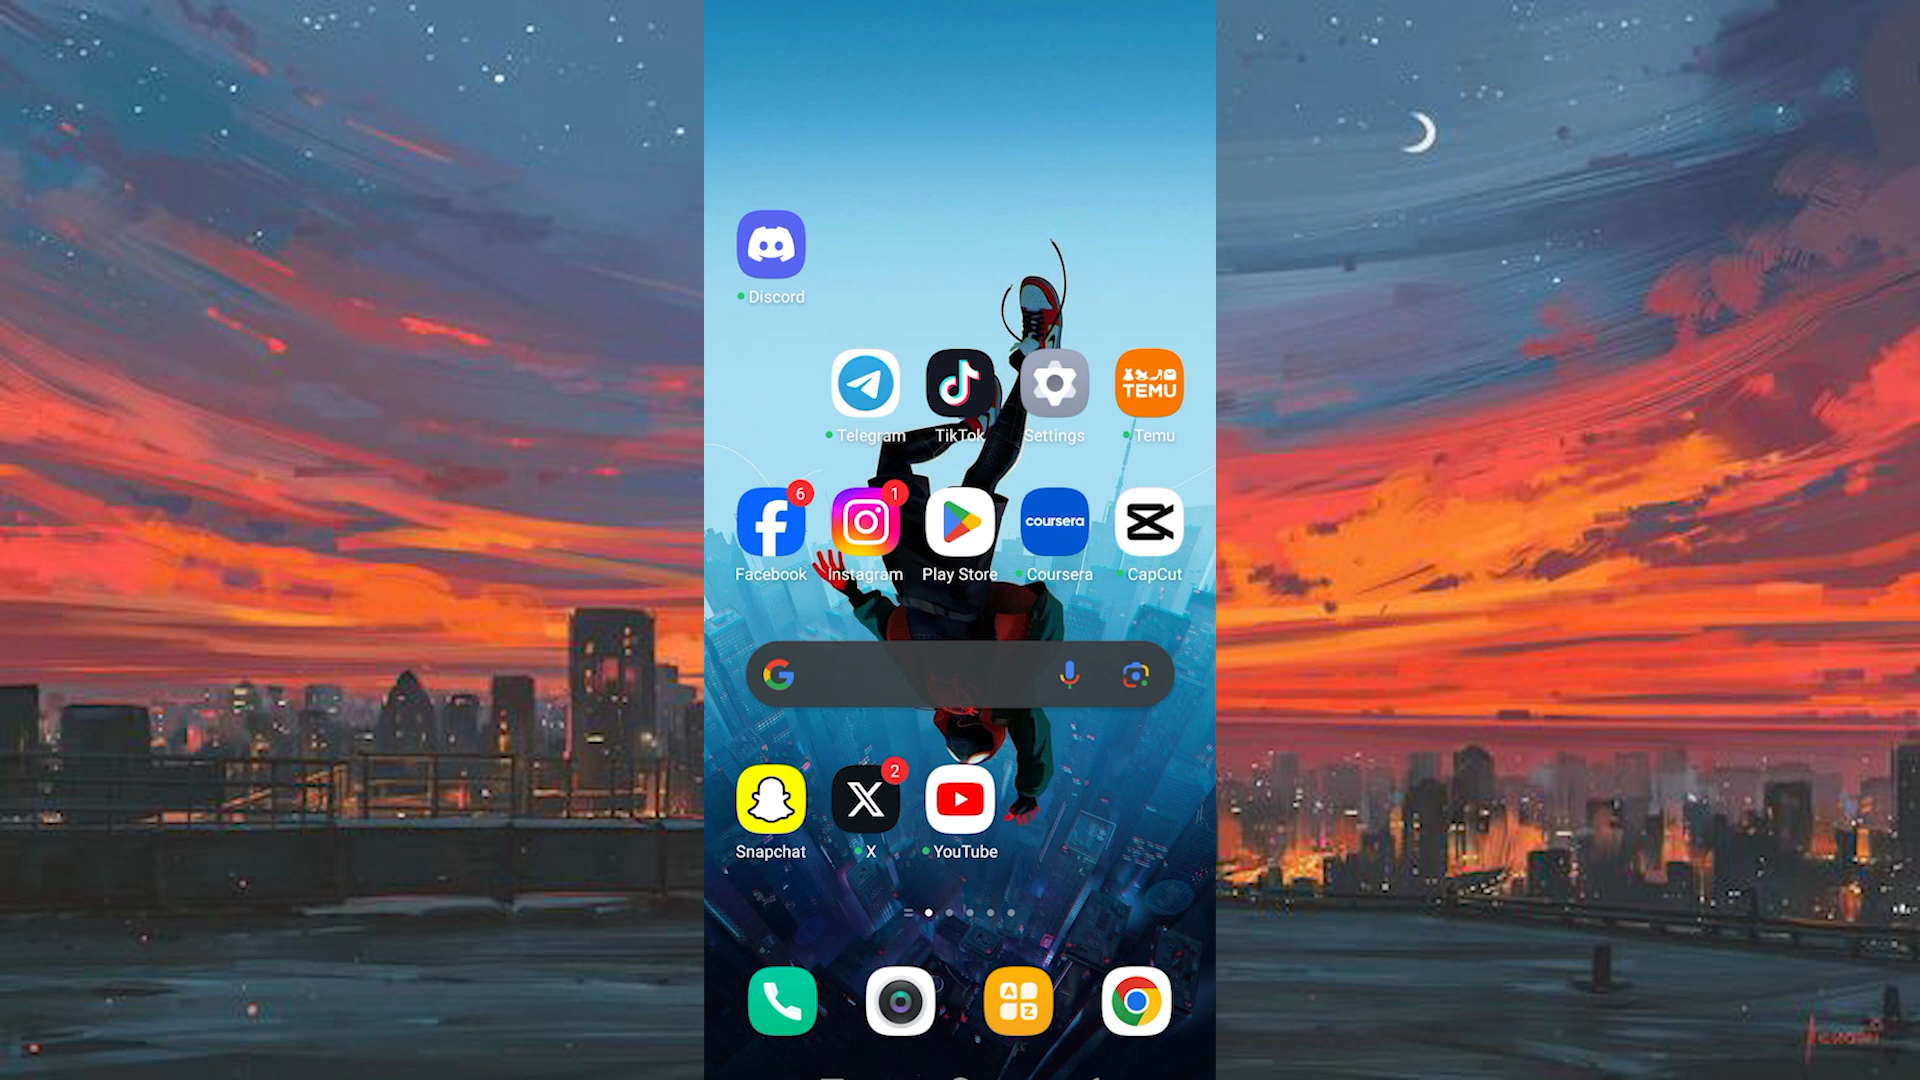 Discord
TEMU
Telegram
TikTok
Settings
Temu
6
1
coursera
Facebook
Instagram
Play Store
Coursera
CapCut
2
Snapchat
X
YouTube
A
Z